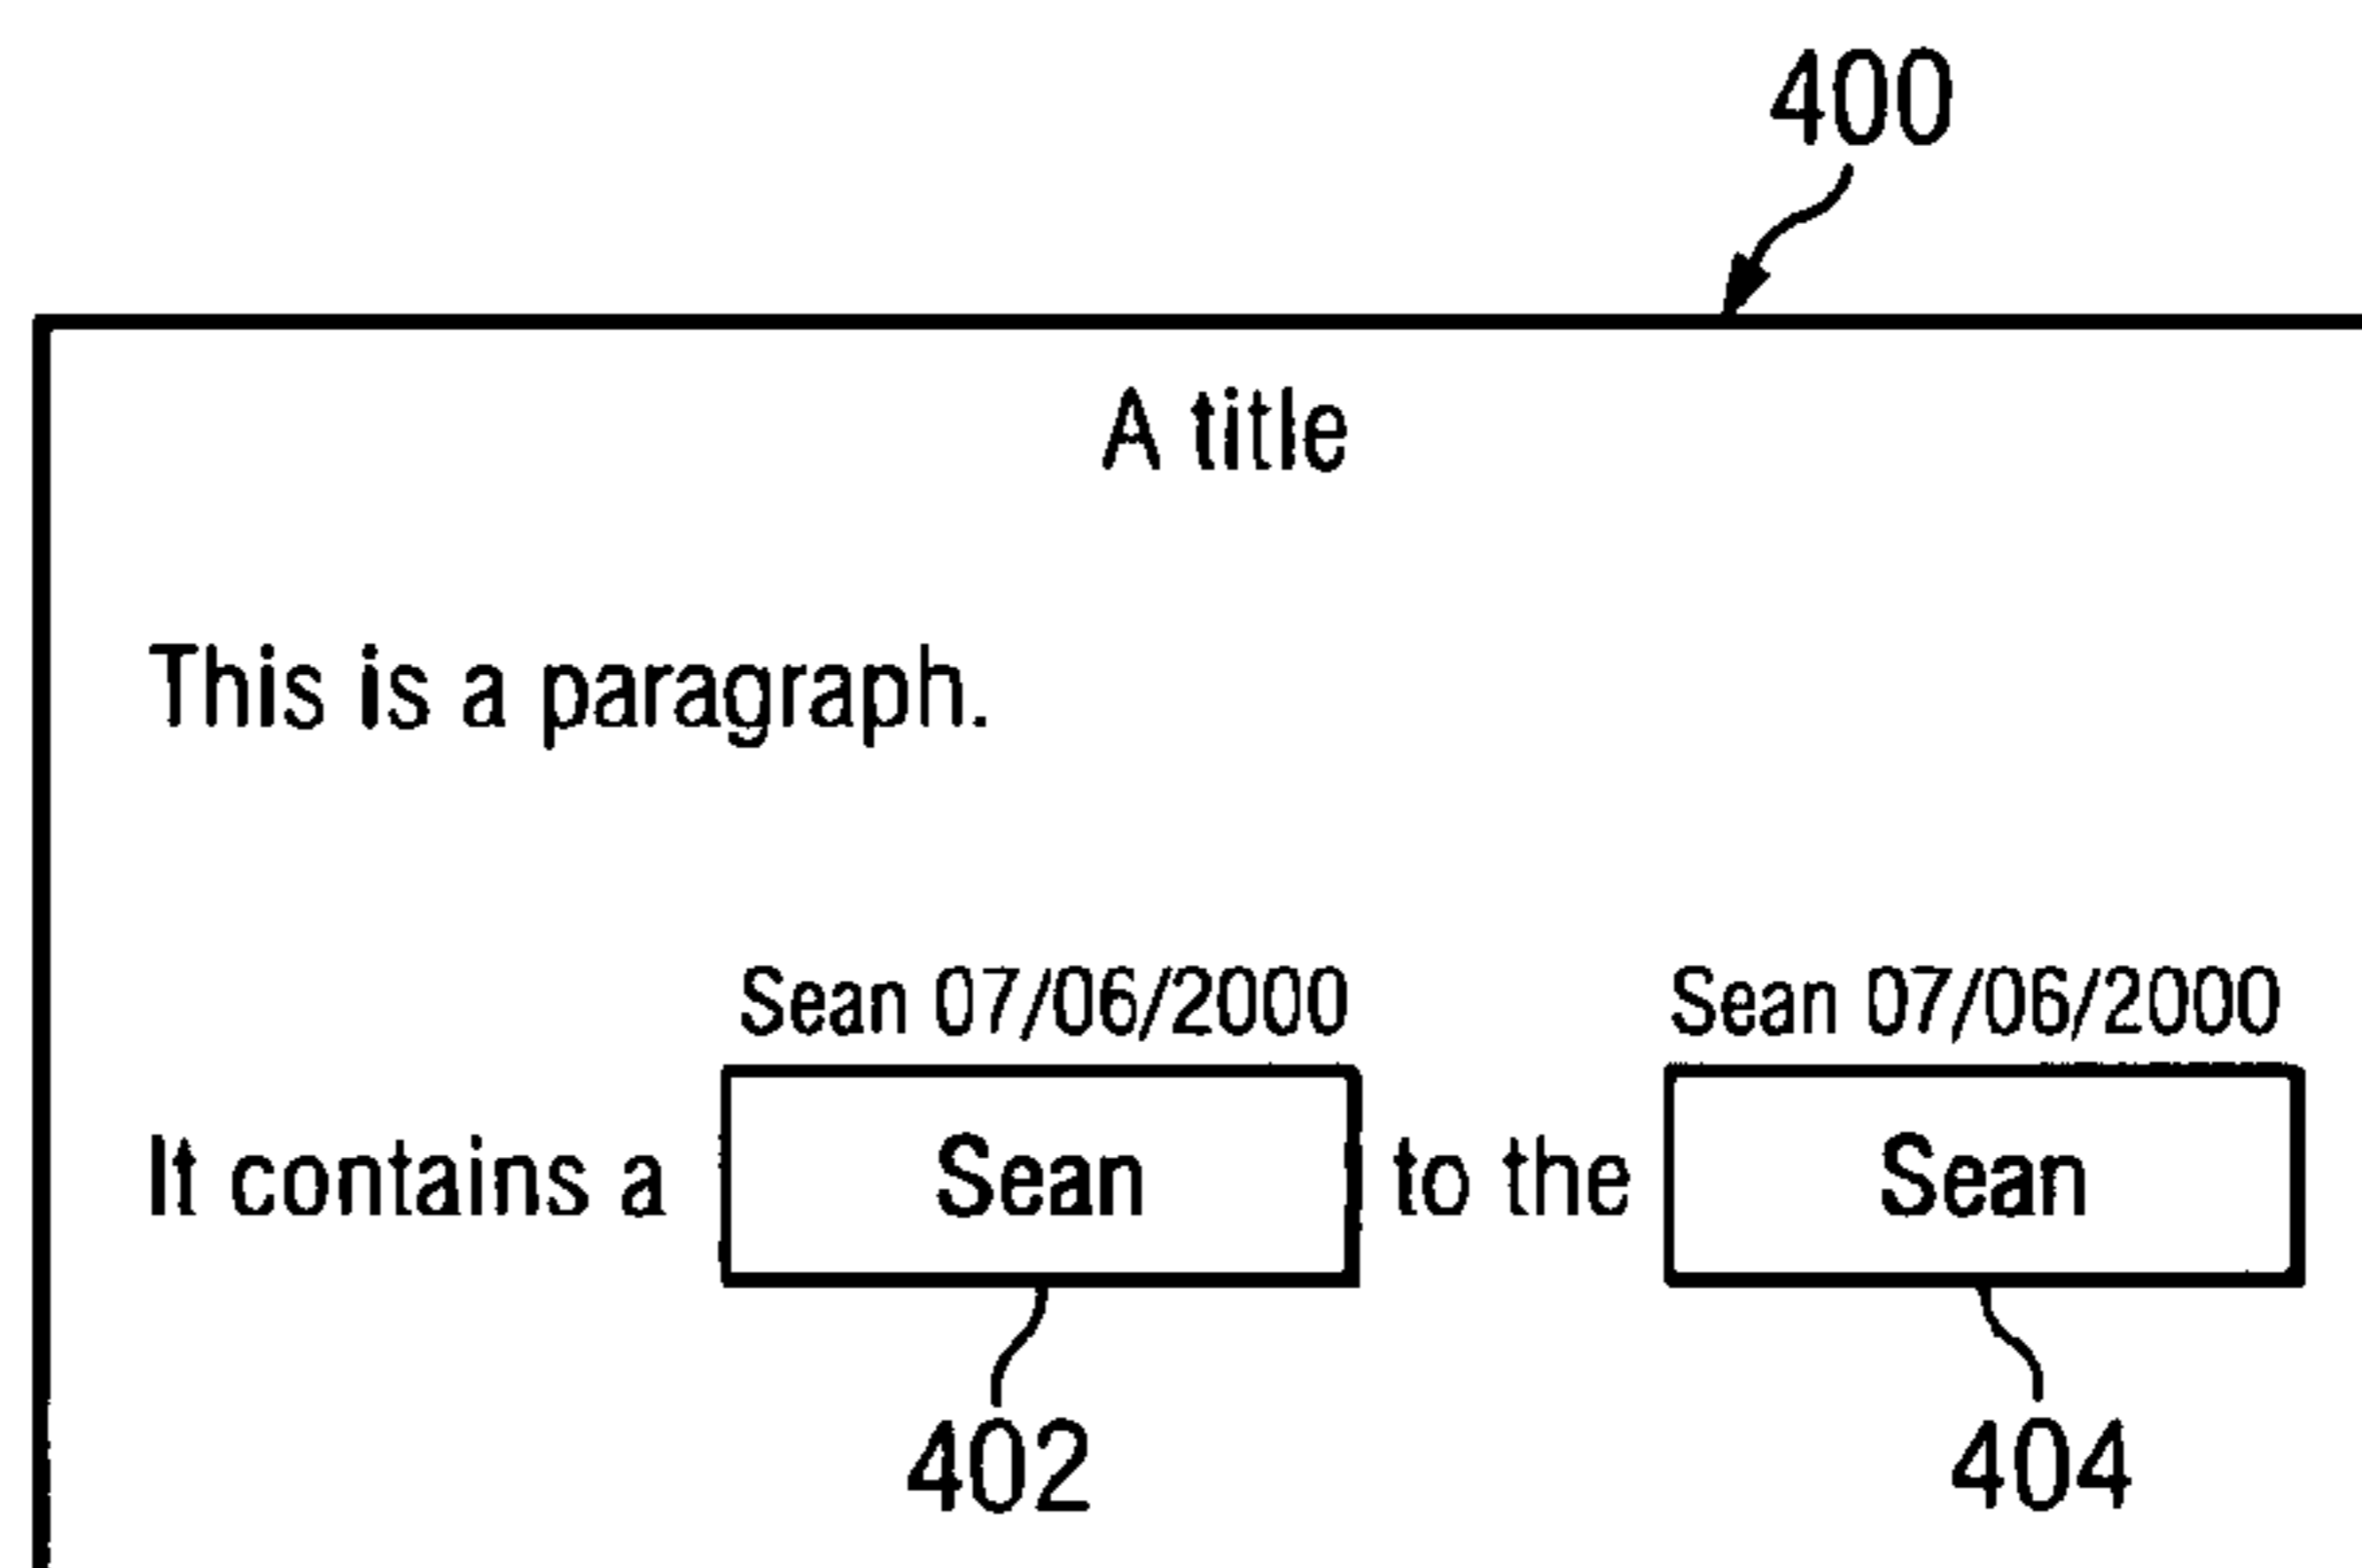 400
A title
This is a paragraph.
Sean 07/06/2000 Sean 07/06/2000
It contains a Sean to the Sean
402 404